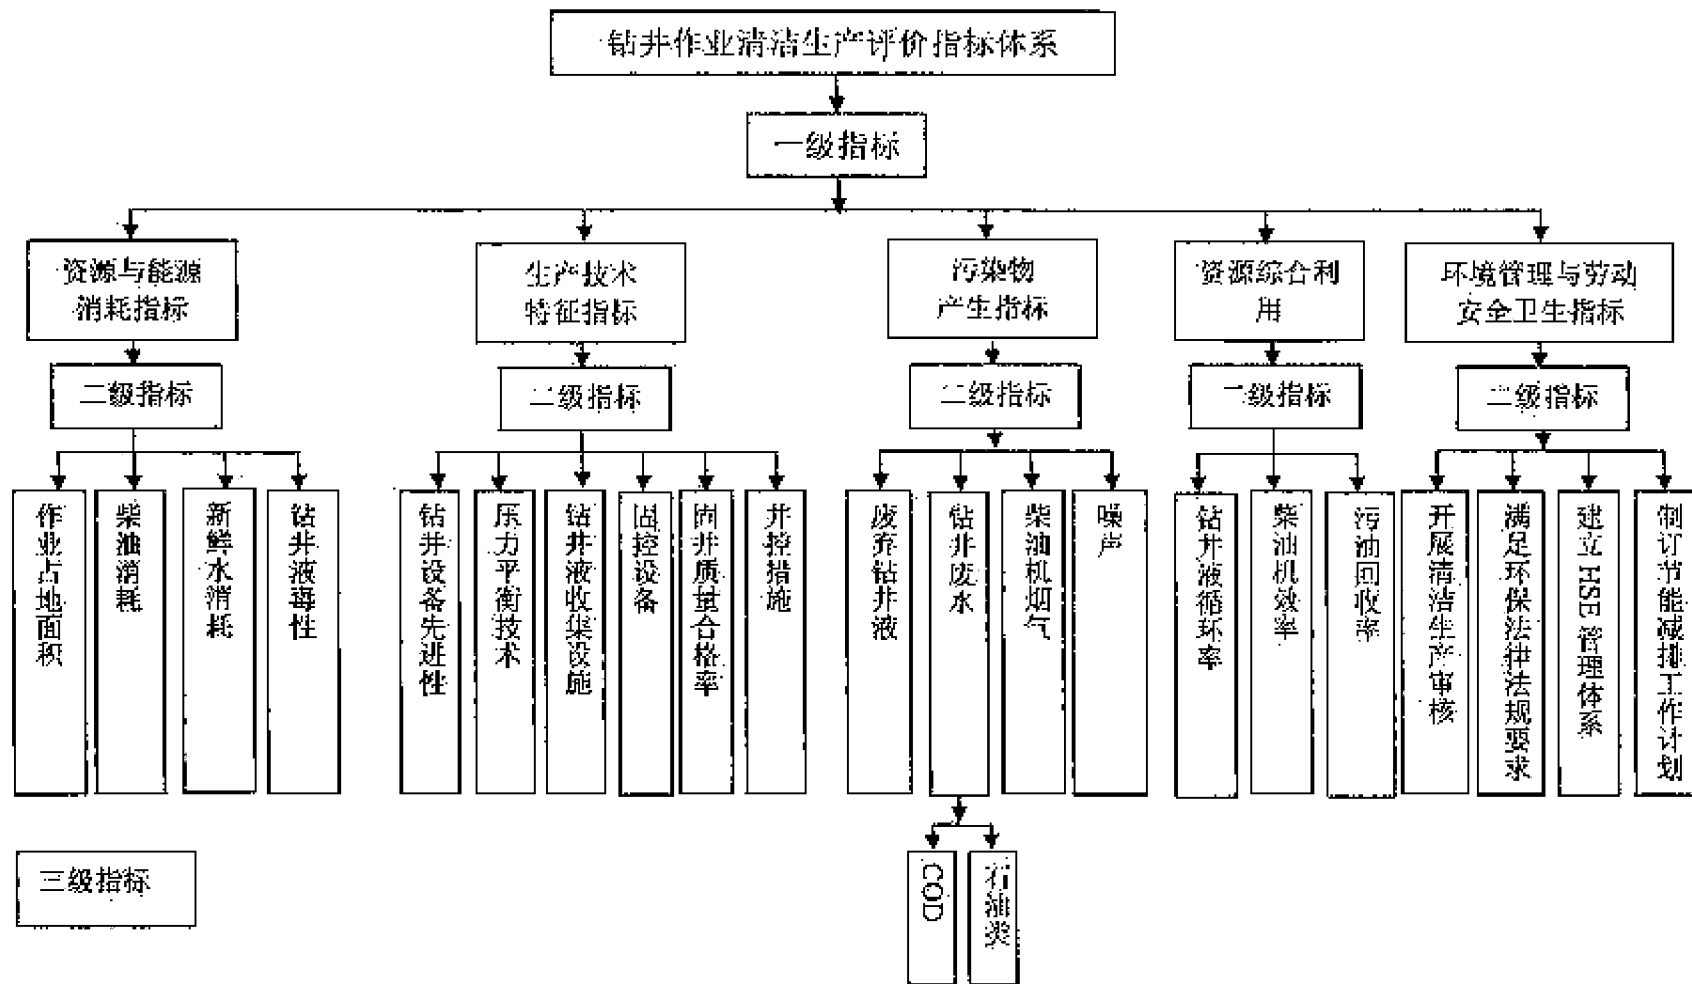 钻井作业清洁生产评价指标体系
一级指标
资源与能源
消耗指标
生产技术
特征指标
污染物
产生指标
资源综合利
用
环境管理与劳动
安全卫生指标
二级指标
二级指标
二级指标
二级指标
二级指标
作业占地面积
柴油消耗
新鲜水消耗
钻井液毒性
钻井设备先进性
压力平衡技术
钻井液收集设施
固控设备
固井质量合格率
井控措施
废弃钻井液
钻井废水
柴油机烟气
噪声
钻井液循环率
柴油机效率
污油回收率
开展清洁生产审核
满足环保法律法规要求
建立 HSE 管理体系
制订节能减排工作计划
三级指标
COD
石油类